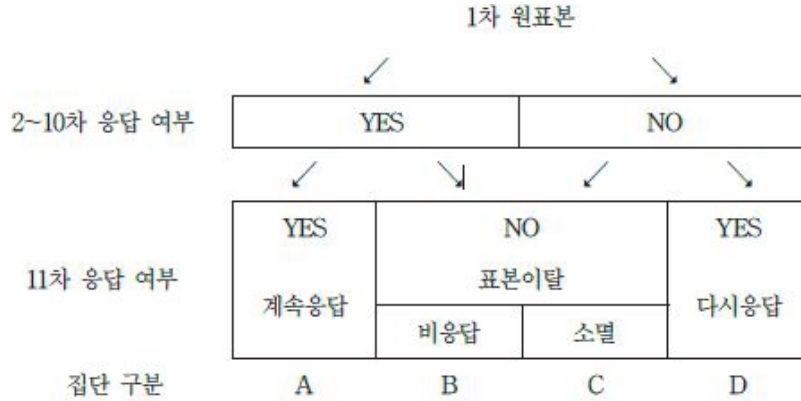 1차 원표본
2~10차 응답 여부 YES NO
YES NO YES
11차 응답 여부 계속응답 표본이탈 다시응답
비응답 소멸
집단 구분 A B C D